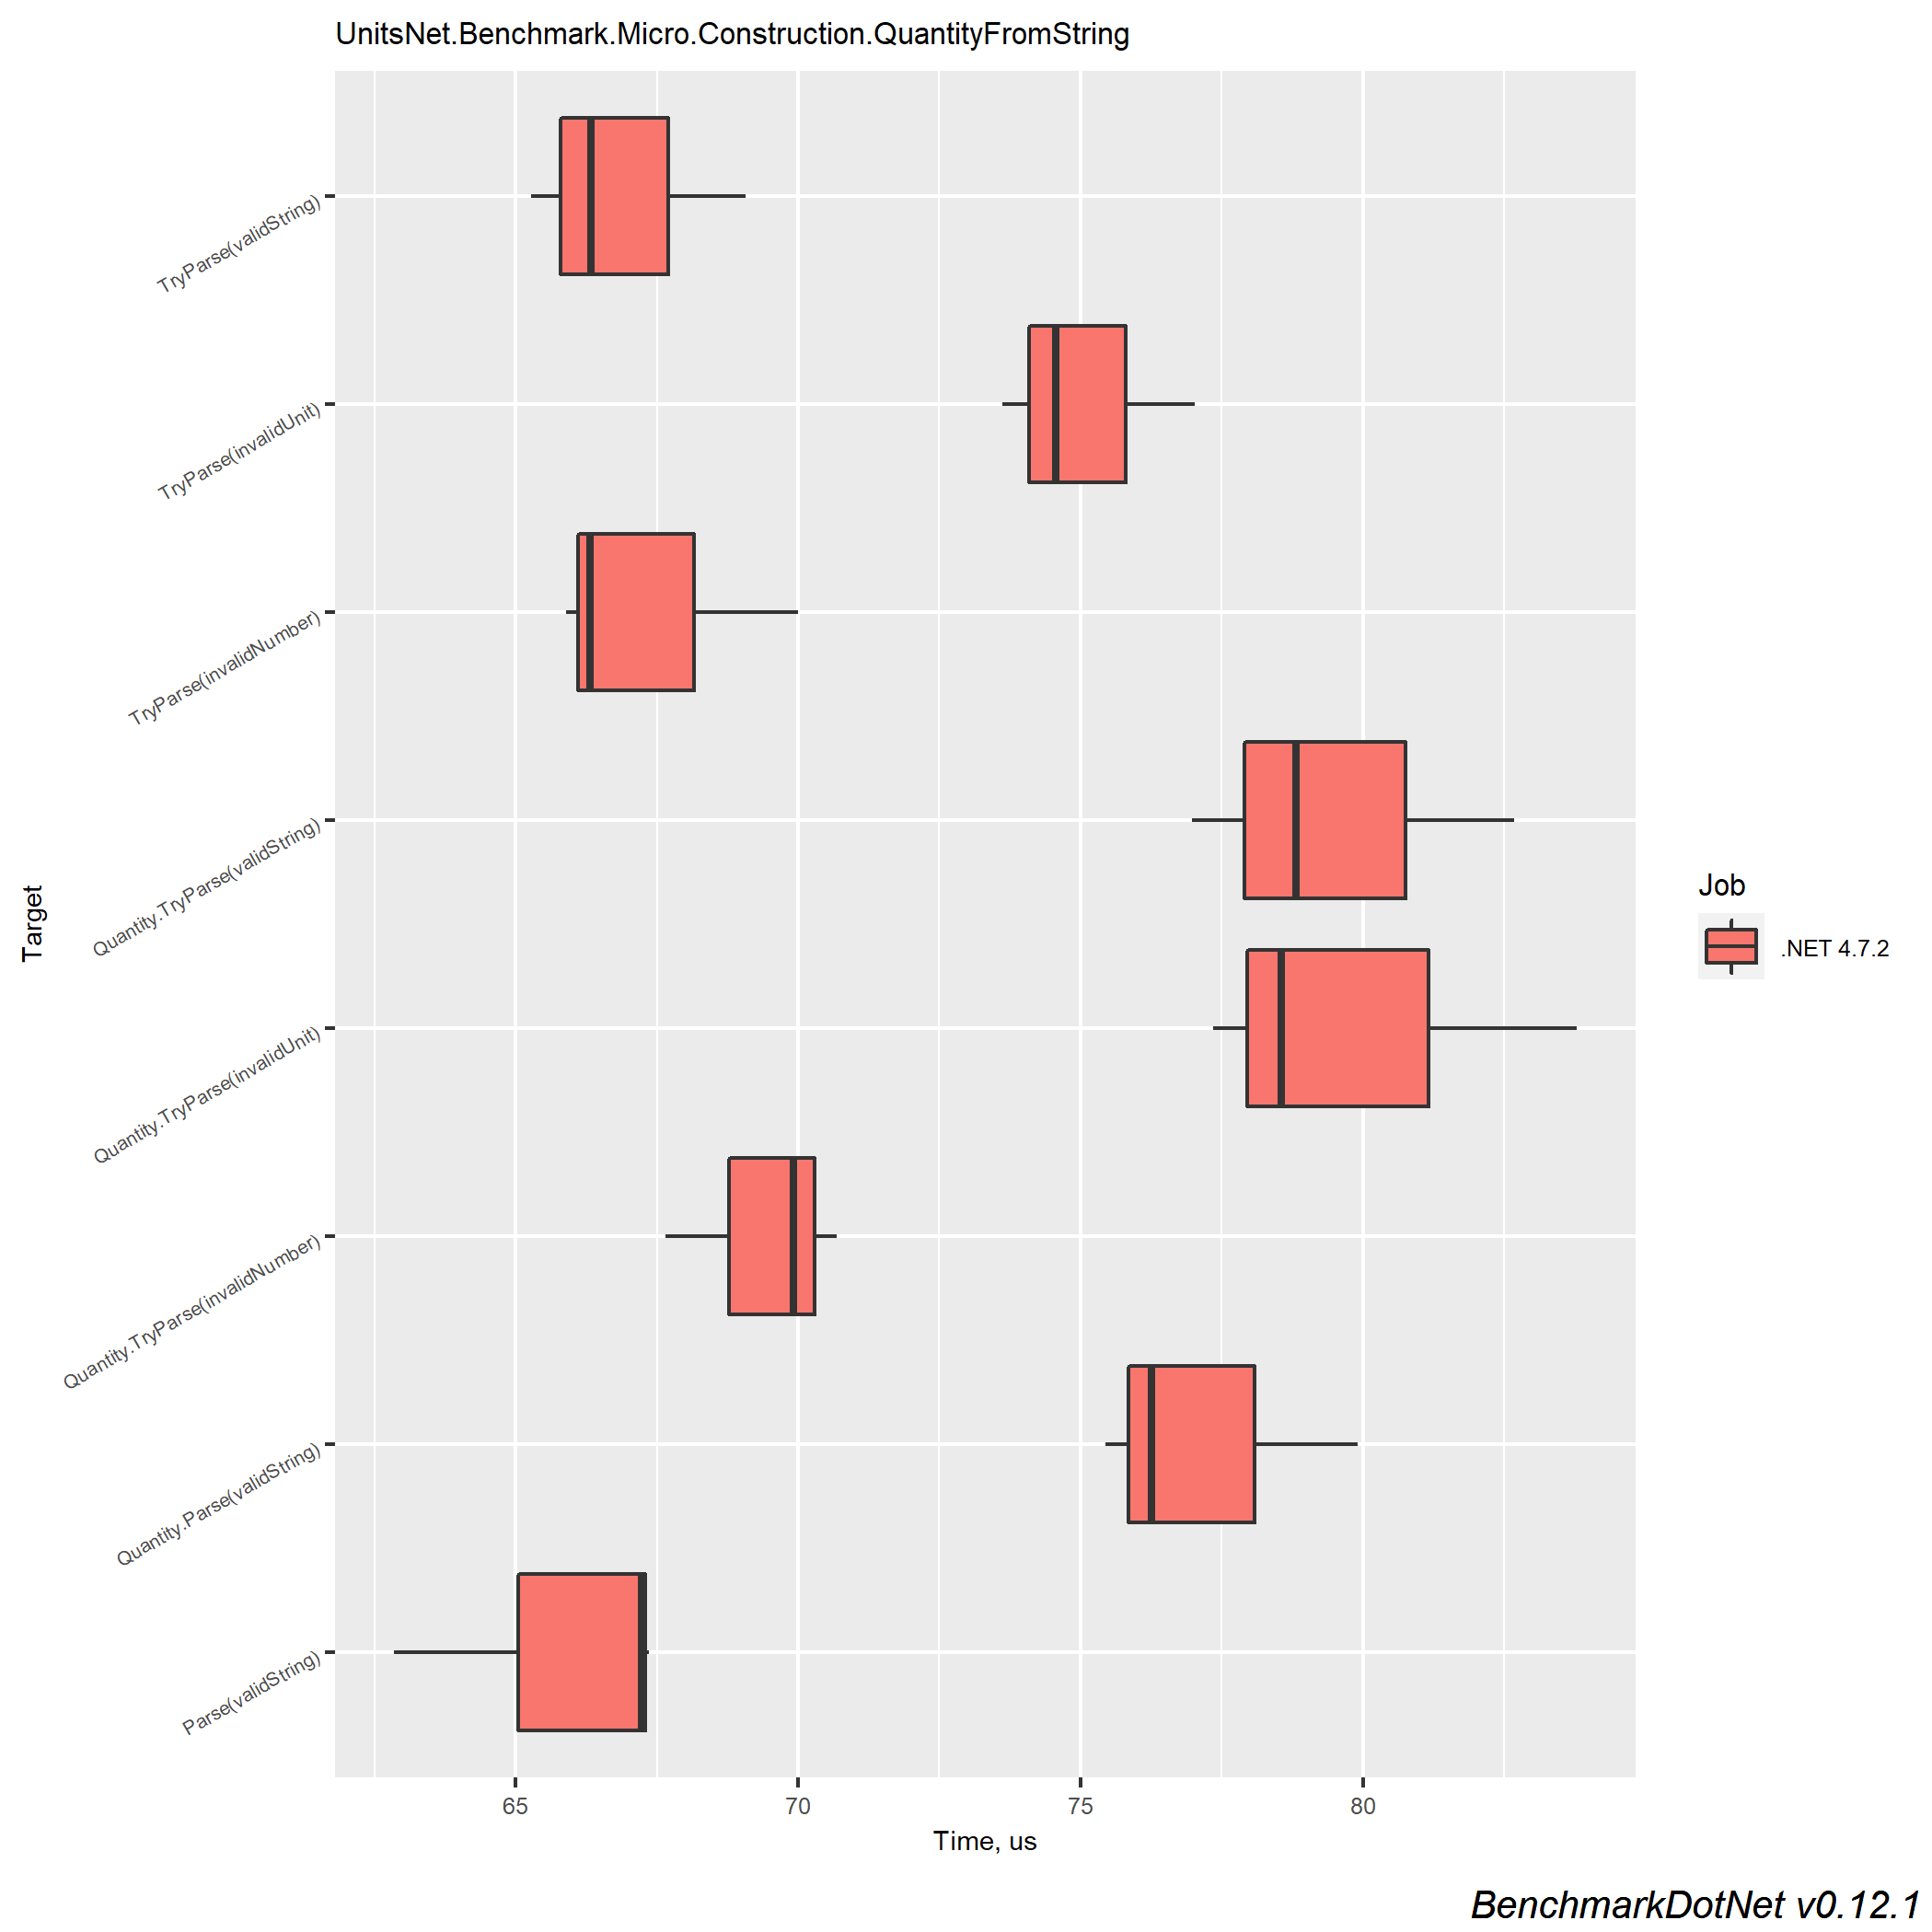 UnitsNet.Benchmark.Micro.Construction.QuantityFromString
TryParse(validString)
TryParse(invalidUnit)
TryParse(invalidNumber)
Quantity.TryParse(validString)
Quantity.TryParse(invalidUnit)
Quantity.TryParse(invalidNumber)
Quantity.Parse(validString)
Parse(validString)
Target
65 70 75 80
Time, us
Job
.NET 4.7.2
BenchmarkDotNet v0.12.1